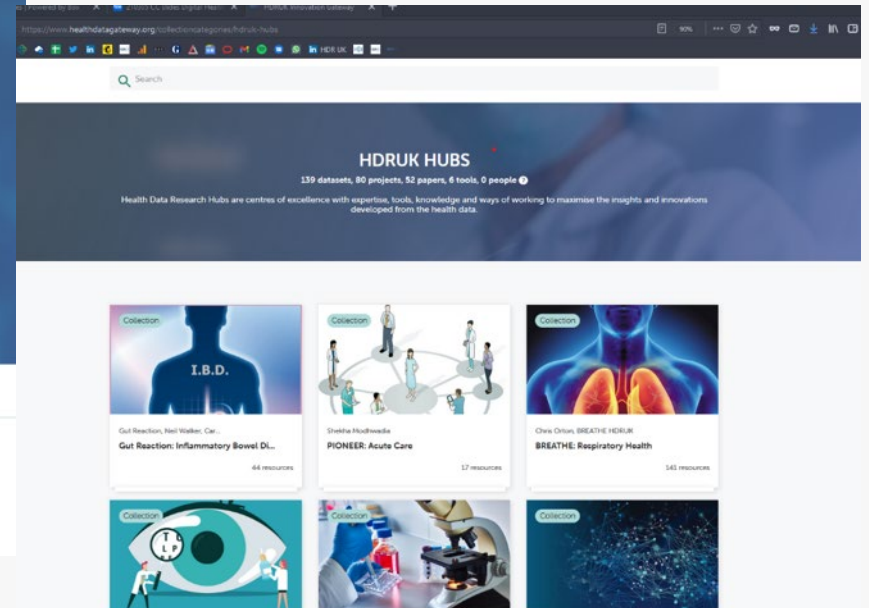 HDRUK Innovation Gateway
https://www.healthdatagateway.org/collectioncategories/hdruk-hubs
90%
HDR UK
Search
HDRUK HUBS
139 datasets, 80 projects, 52 papers, 6 tools, 0 people ?
Health Data Research Hubs are centres of excellence with expertise, tools, knowledge and ways of working to maximise the insights and innovations
developed from the health data.
Collection
I.B.D.
Gut Reaction, Neil Walker, Car...
Gut Reaction: Inflammatory Bowel Di...
44 resources
Collection
Shekha Modhwadia
PIONEER: Acute Care
17 resources
Collection
Chris Orton, BREATHE HDRUK
BREATHE: Respiratory Health
141 resources
Collection
T
L P
Collection
Collection